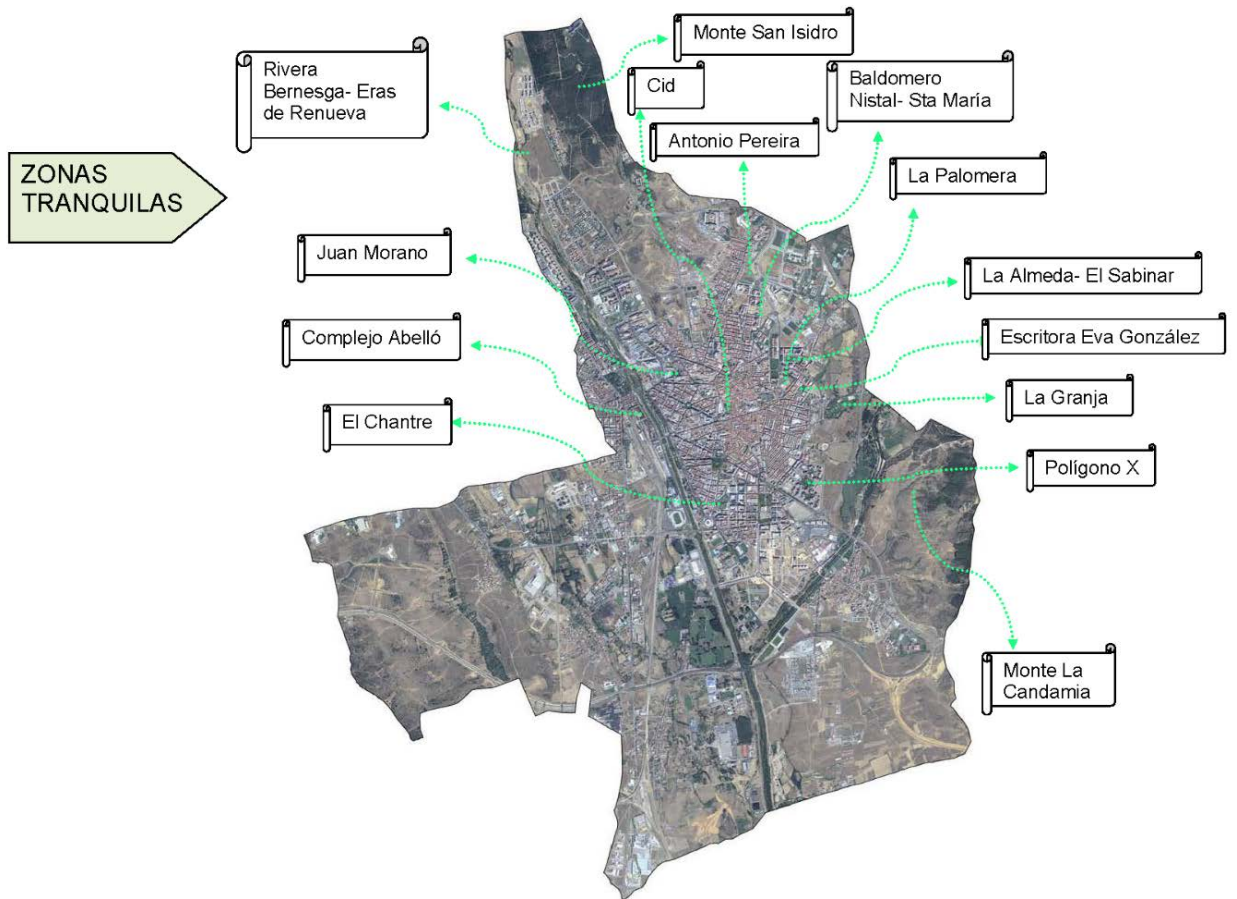 Monte San Isidro
Rivera
Bernesga- Eras
de Renueva
Cid
Baldomero
Nistal- Sta María
Antonio Pereira
ZONAS
TRANQUILAS
La Palomera
Juan Morano
La Almeda- El Sabinar
Complejo Abelló
Escritora Eva González
La Granja
El Chantre
Polígono X
Monte La
Candamia